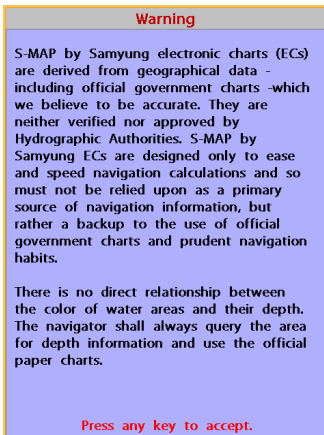 Warning
S-MAP by Samyung electronic charts (ECs)
are derived from geographical data -
including official government charts -which
we believe to be accurate. They are
neither verified nor approved by
Hydrographic Authorities. S-MAP by
Samyung ECs are designed only to ease
and speed navigation calculations and so
must not be relied upon as a primary
source of navigation information, but
rather a backup to the use of official
government charts and prudent navigation
habits.
There is no direct relationship between
the color of water areas and their depth.
The navigator shall always query the area
for depth information and use the official
paper charts.
Press any key to accept.